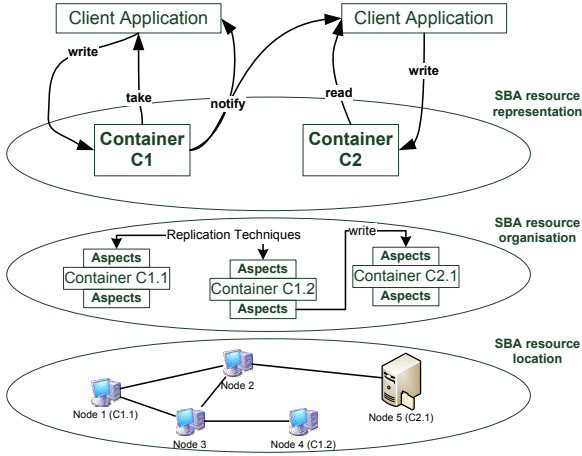 Client Application
Client Application
write
take
notify
read
write
SBA resource
representation
Container
C1
Container
C2
SBA resource
organisation
Replication Techniques
write
Aspects
Container C1.1
Aspects
Aspects
Container C1.2
Aspects
Aspects
Container C2.1
Aspects
SBA resource
location
Node 2
Node 1 (C1.1)
Node 5 (C2.1)
Node 3
Node 4 (C1.2)